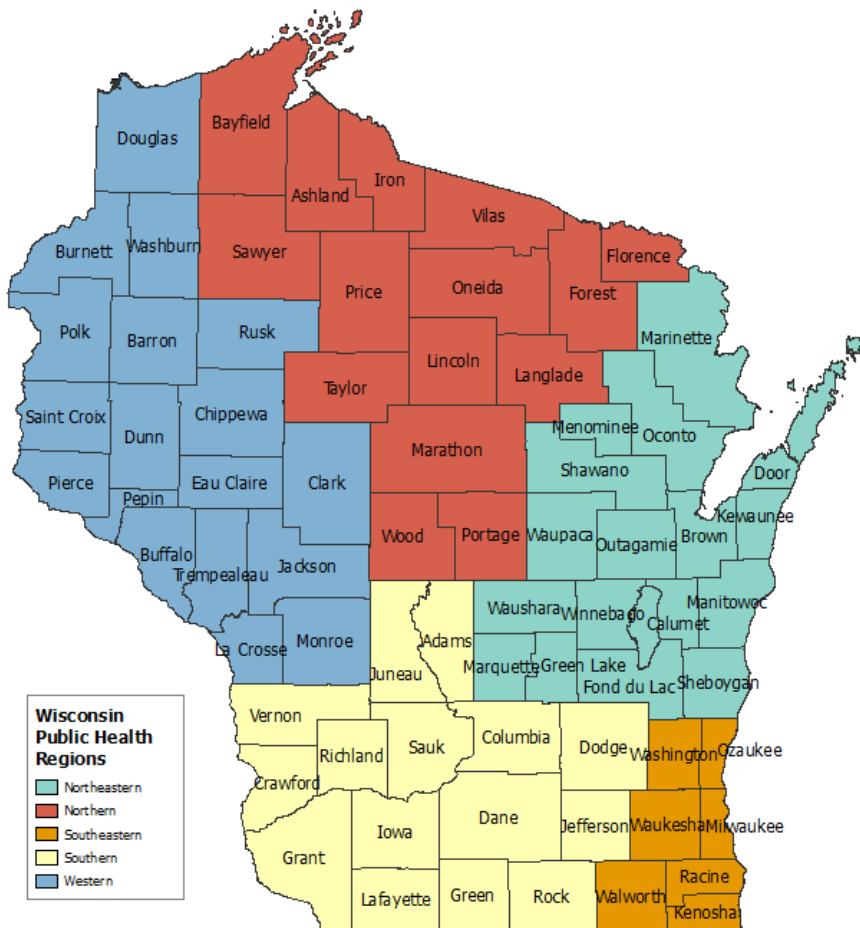 Douglas
Bayfield
Ashland
Iron
Vilas
Burnett
Washburn
Sawyer
Florence
Price
Oneida
Forest
Polk
Barron
Rusk
Marinette
Lincoln
Langlade
Taylor
Saint Croix
Chippewa
Dunn
Menominee
Oconto
Marathon
Shawano
Door
Pierce
Eau Claire
Clark
Pepin
Kewaunee
Wood
Portage
Waupaca
Outagamie
Brown
Buffalo
Trempealeau
Jackson
Waushara
Winnebago
Manitowoc
Calumet
La Crosse
Monroe
Adams
Juneau
Marquette
Green Lake
Fond du Lac
Sheboygan
Vernon
Richland
Sauk
Columbia
Dodge
Washington
Ozaukee
Crawford
Grant
Iowa
Dane
Jefferson
Waukesha
Milwaukee
Lafayette
Green
Rock
Walworth
Racine
Kenosha
Wisconsin
Public Health
Regions
Northeastern
Northern
Southeastern
Southern
Western